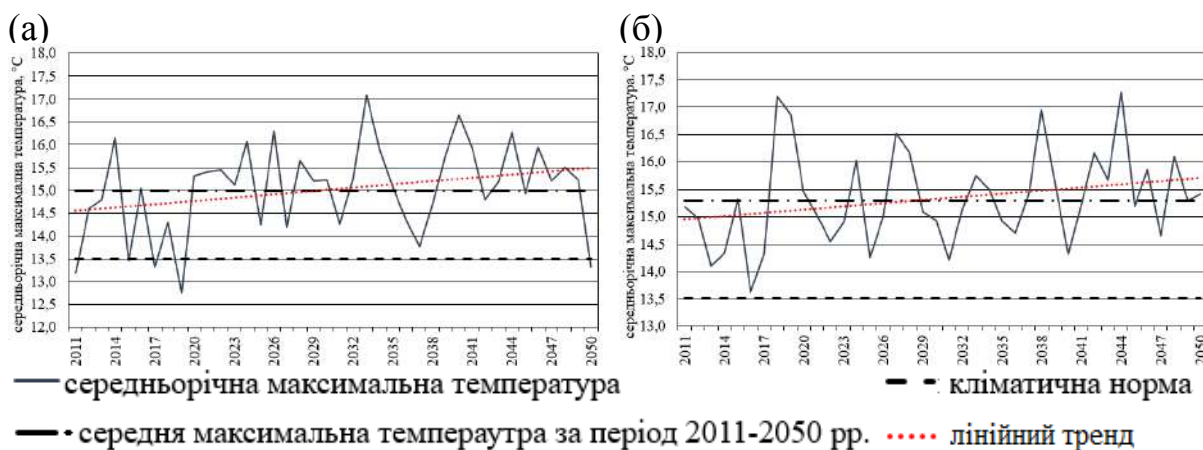 (а)
середньорічна максимална температура, °С
18,0
17,5
17,0
16,5
16,0
15,5
15,0
14,5
14,0
13,5
13,0
12,5
12,0
2011 2014 2017 2020 2023 2026 2029 2032 2035 2038 2041 2044 2047 2050
(б)
середньорічна максимальна температура. °С
18,0
17,5
17,0
16,5
16,0
15,5
15,0
14,5
14,0
13,5
13,0
2011 2014 2017 2020 2023 2026 2029 2032 2035 2038 2041 2044 2047 2050
середньорічна максимальна температура
кліматична норма
середня максимальна темпераутра за період 2011-2050 рр.
лінійний тренд